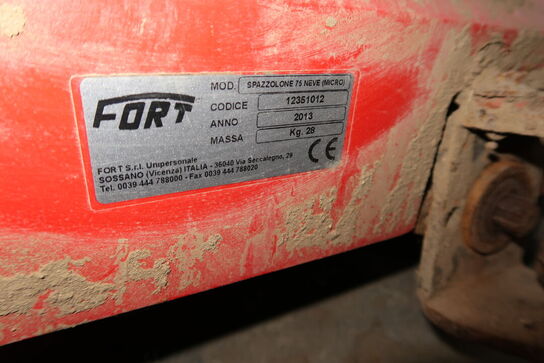 FORT
MOD. SPAZZOLONE 75 NEVE (MICRO)
CODICE 12351012
ANNO 2013
MASSA Kg. 28
CE
FORT S.r.l. Unipersonale
SOSSANO (Vicenza) ITALIA - 36040 Via Seccalegno, 29
Tel. 0039 444 788000 - Fax 0039 444 788020